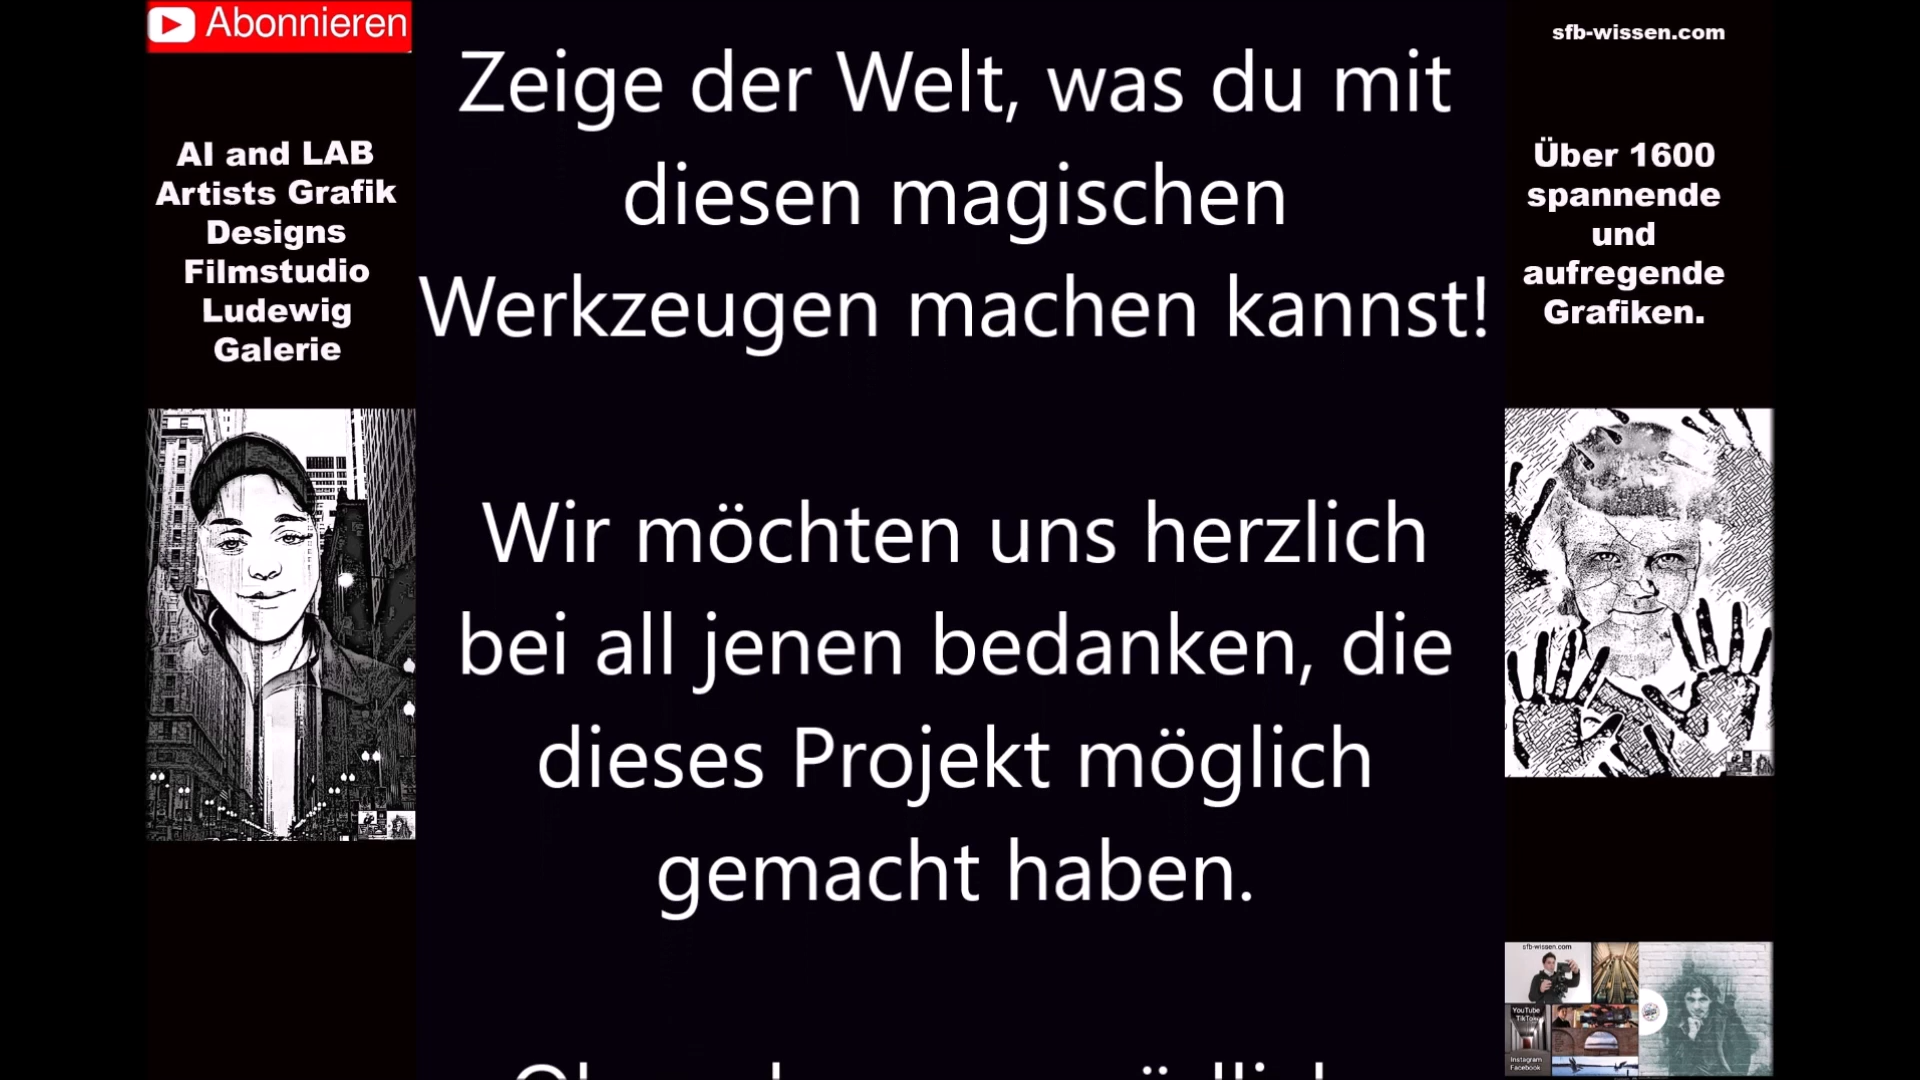 Abonnieren
AI and LAB
Artists Grafik
Designs
Filmstudio
Ludewig
Galerie
Zeige der Welt, was du mit
diesen magischen
Werkzeugen machen kannst!
Wir möchten uns herzlich
bei all jenen bedanken, die
dieses Projekt möglich
gemacht haben.
sfb-wissen.com
Über 1600
spannende
und
aufregende
Grafiken.
sfb-wissen.com
YouTube
TikTok
Instagram
Facebook